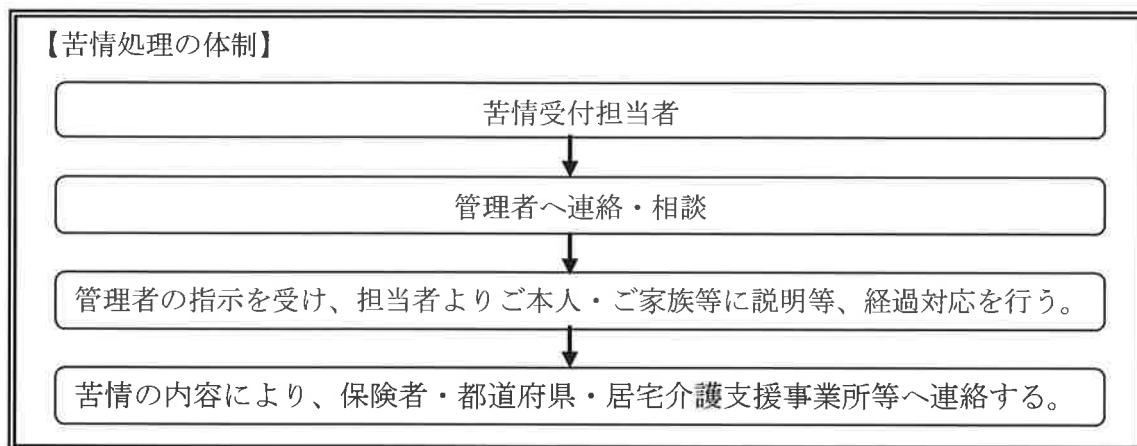 【苦情処理の体制】
苦情受付担当者
管理者へ連絡・相談
管理者の指示を受け、担当者よりご本人・ご家族等に説明等、経過対応を行う。
苦情の内容により、保険者・都道府県・居宅介護支援事業所等へ連絡する。